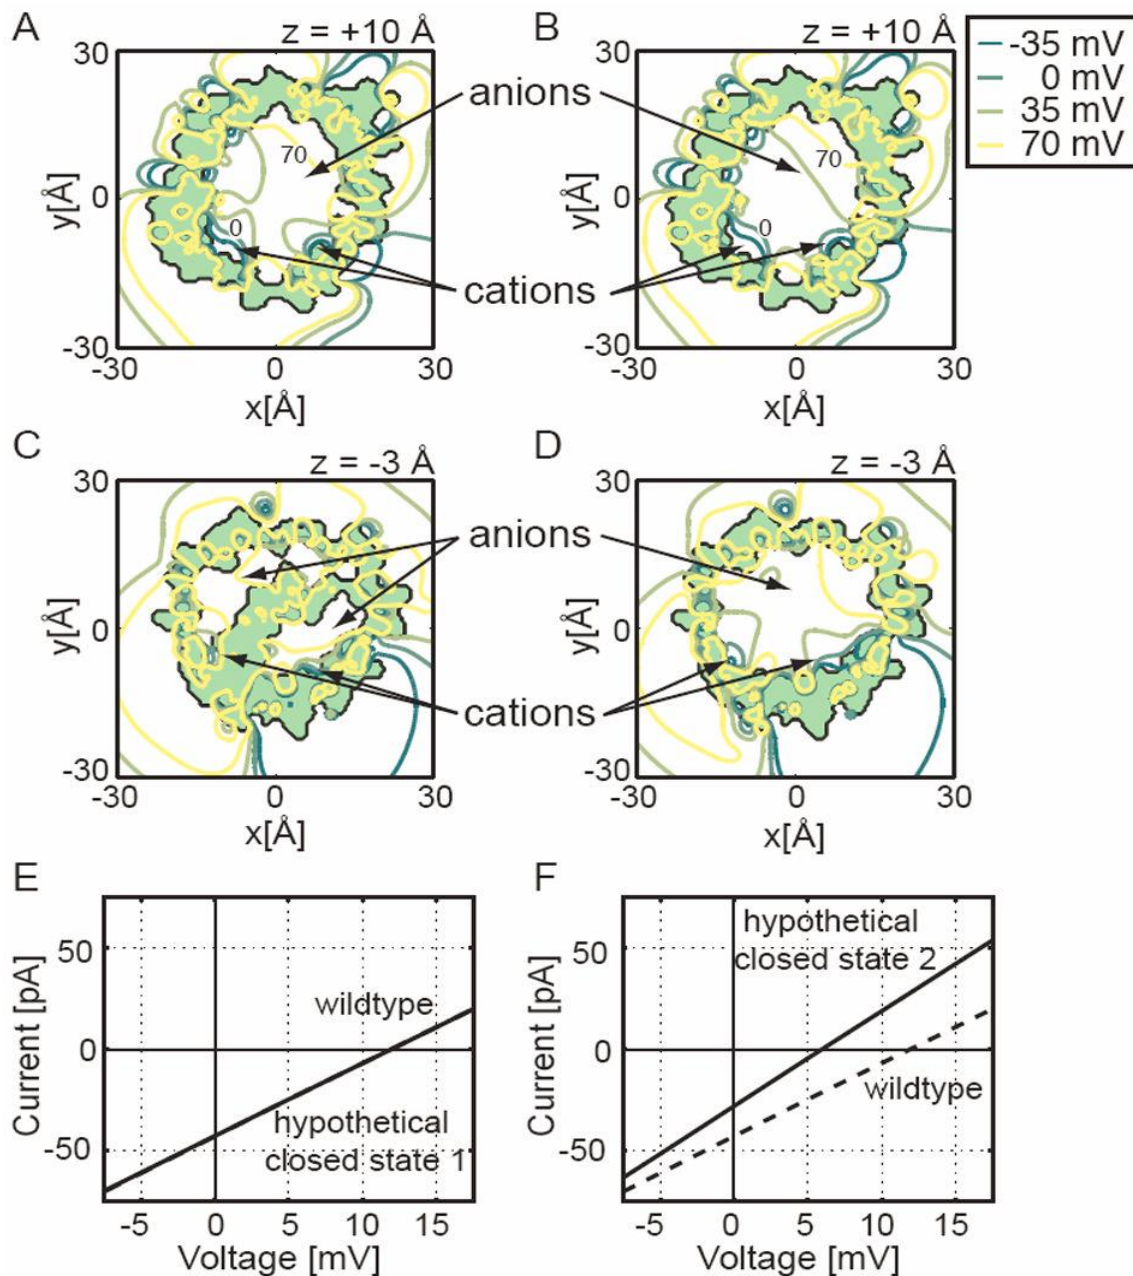 A
z = +10 Å
B
z = +10 Å
-35 mV
0 mV
35 mV
70 mV
30
0
-30
y[Å]
70
0
anions
cations
30
0
-30
y[Å]
70
0
-30
0
30
x[Å]
-30
0
30
x[Å]
C
z = -3 Å
D
z = -3 Å
30
0
-30
y[Å]
anions
cations
30
0
-30
y[Å]
-30
0
30
x[Å]
-30
0
30
x[Å]
E
F
50
0
-50
Current [pA]
wildtype
hypothetical
closed state 1
-5
0
5
10
15
Voltage [mV]
50
0
-50
Current [pA]
hypothetical
closed state 2
wildtype
-5
0
5
10
15
Voltage [mV]